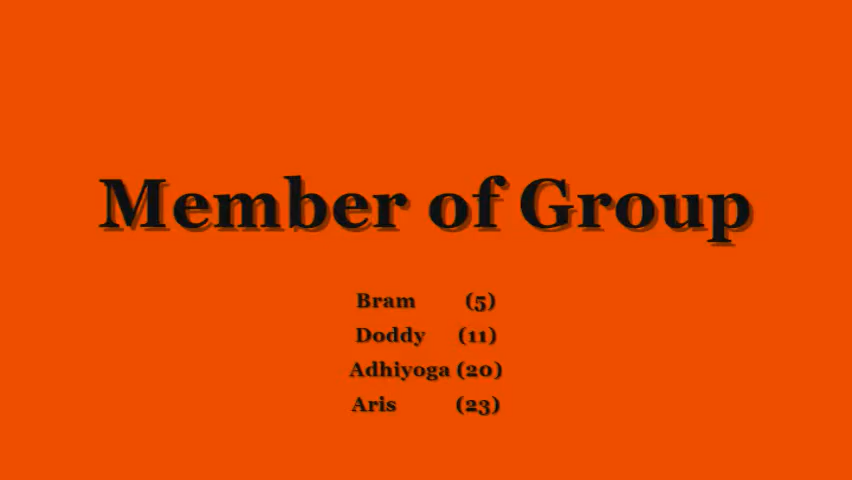 Member of Group
Bram (5)
Doddy (11)
Adhiyoga (20)
Aris (23)